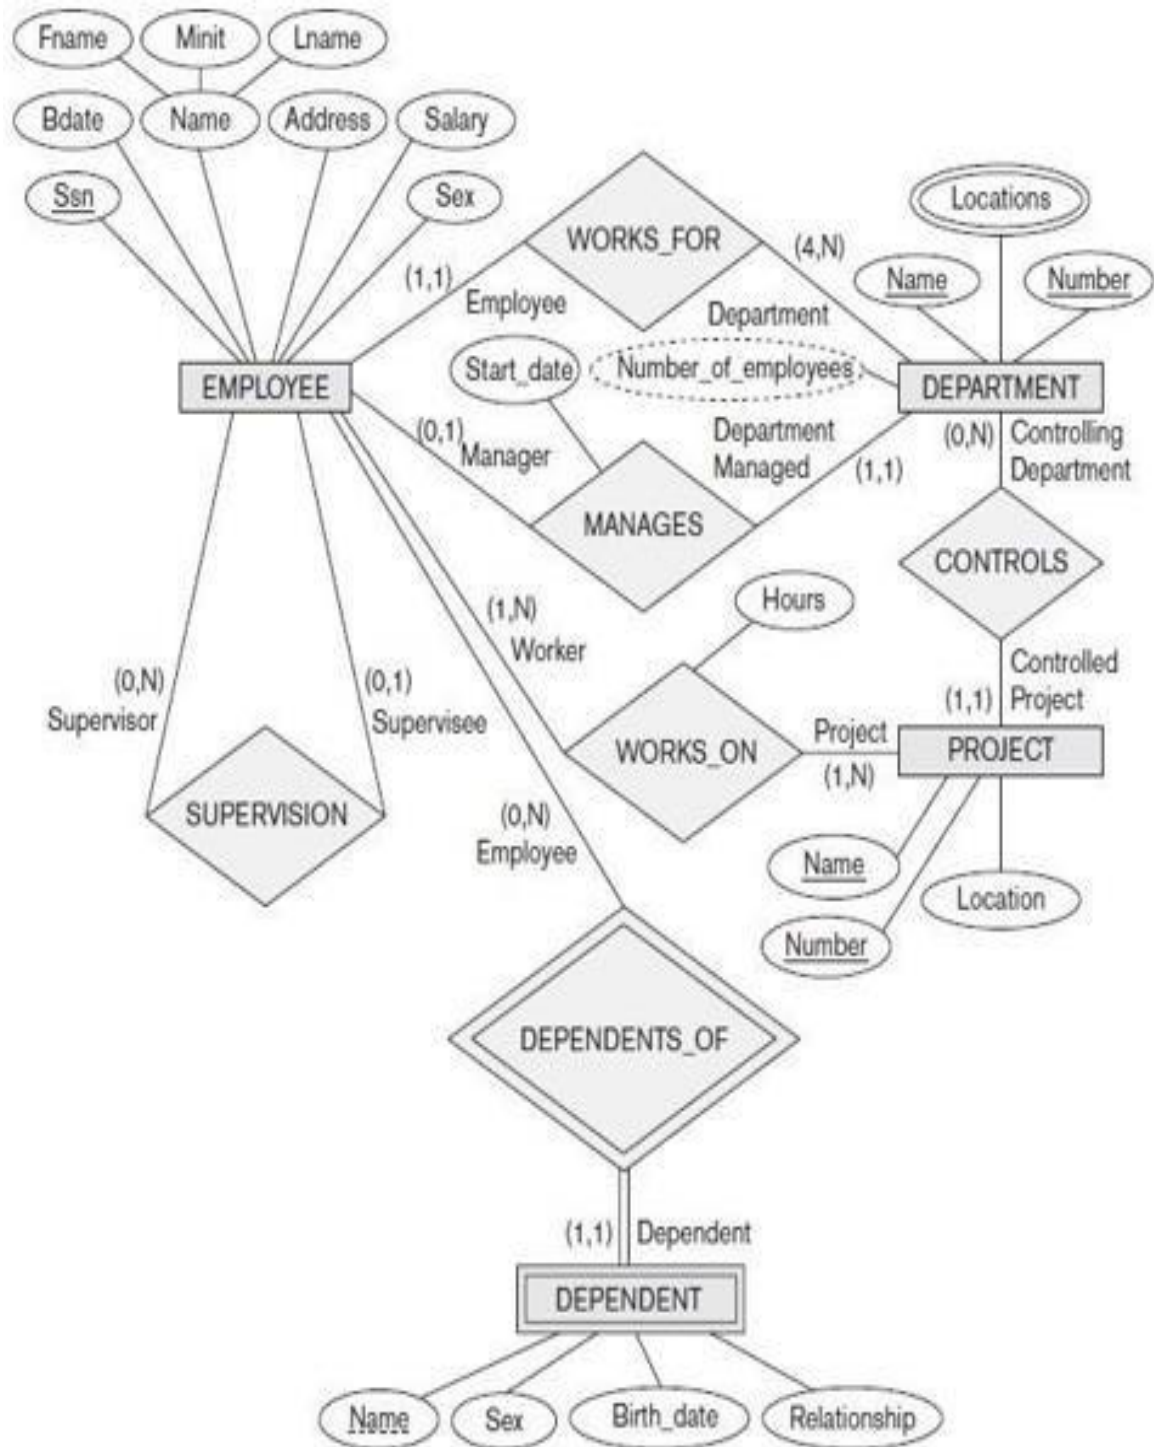 Fname
Minit
Lname
Bdate
Name
Address
Salary
Ssn
Sex
WORKS_FOR
Locations
(1,1)
Employee
(4,N)
Department
Name
Number
EMPLOYEE
Start_date
Number_of_employees
DEPARTMENT
(0,1)
Manager
Department
Managed
(1,1)
(0,N)
Controlling
Department
MANAGES
CONTROLS
Hours
(1,N)
Worker
(0,N)
Supervisor
(0,1)
Supervisee
Controlled
Project
(1,1)
WORKS_ON
Project
(1,N)
PROJECT
SUPERVISION
(0,N)
Employee
Name
Location
Number
DEPENDENTS_OF
(1,1)
Dependent
DEPENDENT
Name
Sex
Birth_date
Relationship